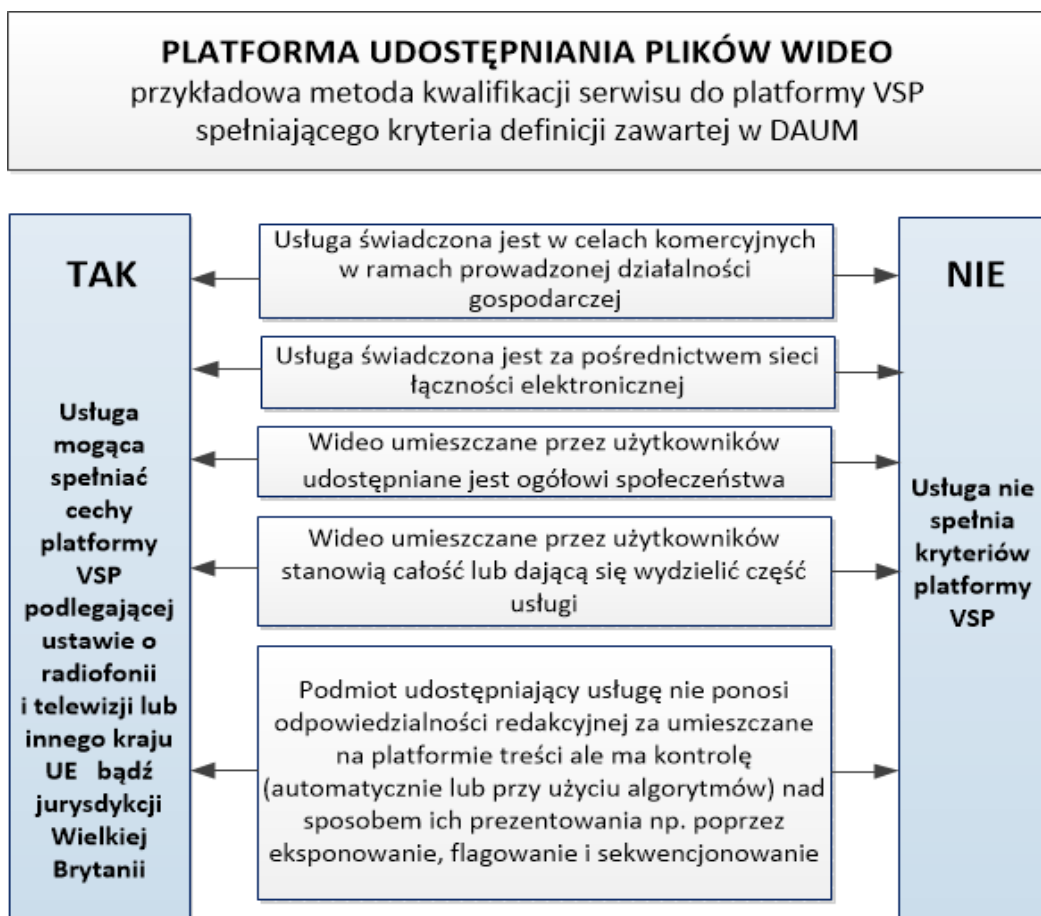 PLATFORMA UDOSTĘPNIANIA PLIKÓW WIDEO
przykładowa metoda kwalifikacji serwisu do platformy VSP
spełniającego kryteria definicji zawartej w DAUM
TAK
Usługa
mogąca
spełniać
cechy
platformy
VSP
podlegającej
ustawie o
radiofonii
i telewizji lub
innego kraju
UE bądź
jurysdykcji
Wielkiej
Brytanii
Usługa świadczona jest w celach komercyjnych
w ramach prowadzonej działalności
gospodarczej
Usługa świadczona jest za pośrednictwem sieci
łączności elektronicznej
Wideo umieszczane przez użytkowników
udostępniane jest ogółowi społeczeństwa
Wideo umieszczane przez użytkowników
stanowią całość lub dającą się wydzielić część
usługi
Podmiot udostępniający usługę nie ponosi
odpowiedzialności redakcyjnej za umieszczane
na platformie treści ale ma kontrolę
(automatycznie lub przy użyciu algorytmów) nad
sposobem ich prezentowania np. poprzez
eksponowanie, flagowanie i sekwencjonowanie
NIE
Usługa nie
spełnia
kryteriów
platformy
VSP